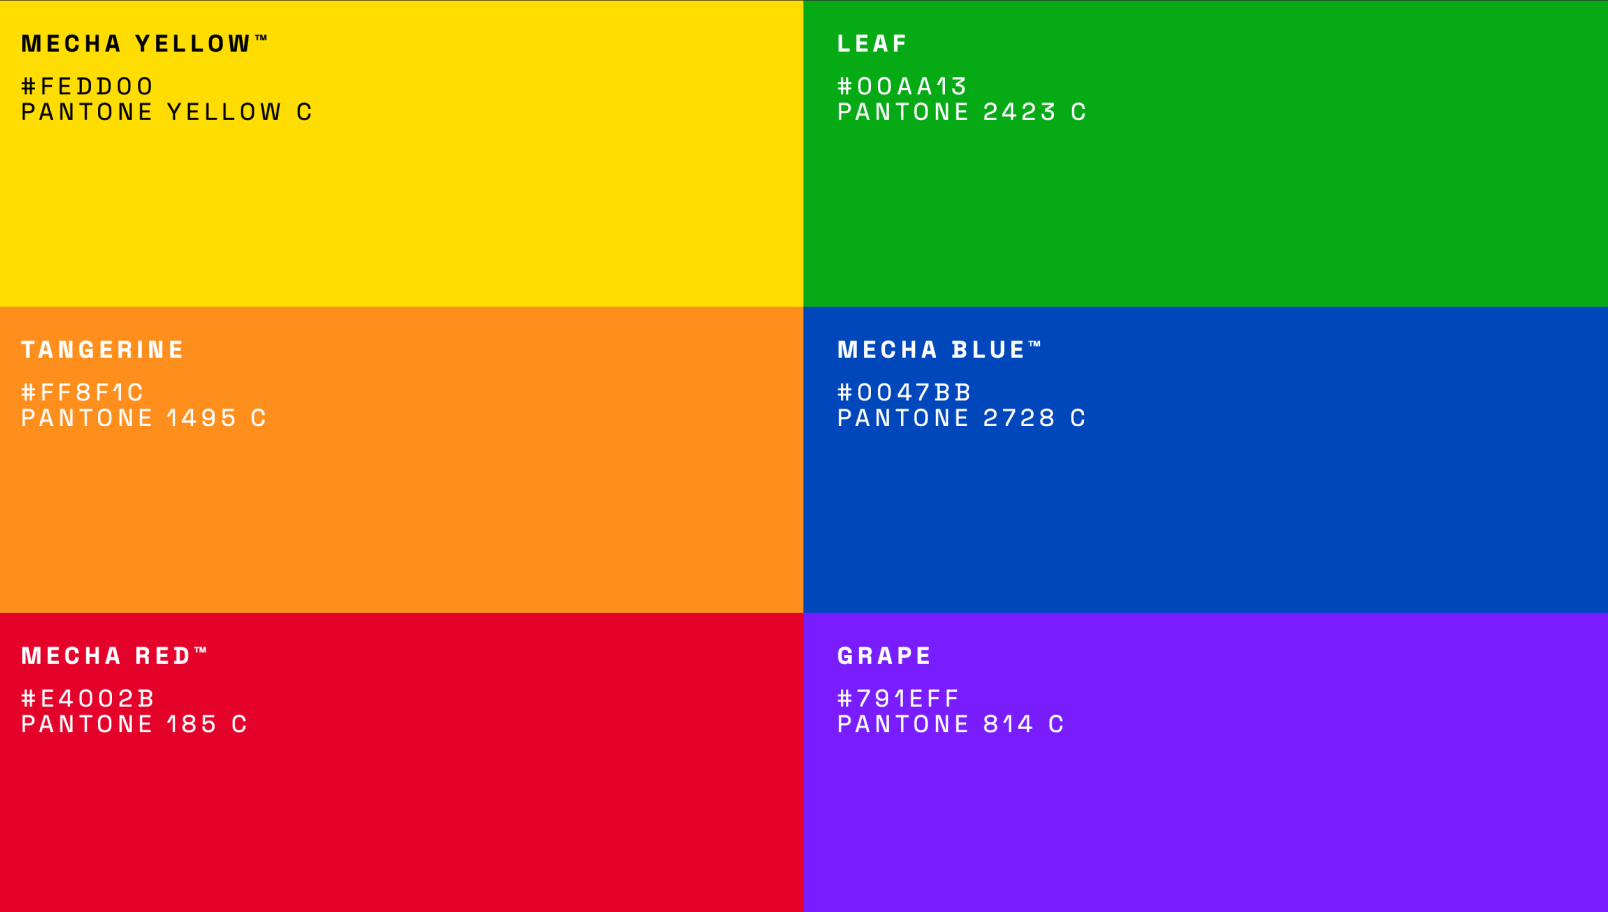 MECHA YELLOW™
#FEDD00
PANTONE YELLOW C
LEAF
#00AA13
PANTONE 2423 C
TANGERINE
#FF8F1C
PANTONE 1495 C
MECHA BLUE™
#0047BB
PANTONE 2728 C
MECHA RED™
#E4002B
PANTONE 185 C
GRAPE
#791EFF
PANTONE 814 C